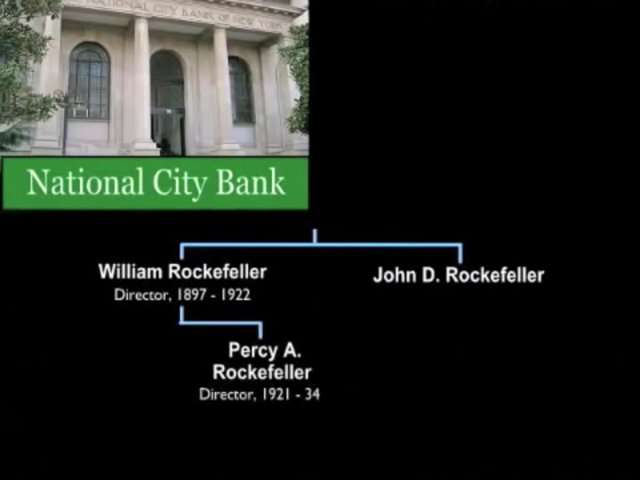 NATIONAL CITY BANK OF NEW YORK
National City Bank
William Rockefeller
Director, 1897 - 1922
John D. Rockefeller
Percy A.
Rockefeller
Director, 1921 - 34